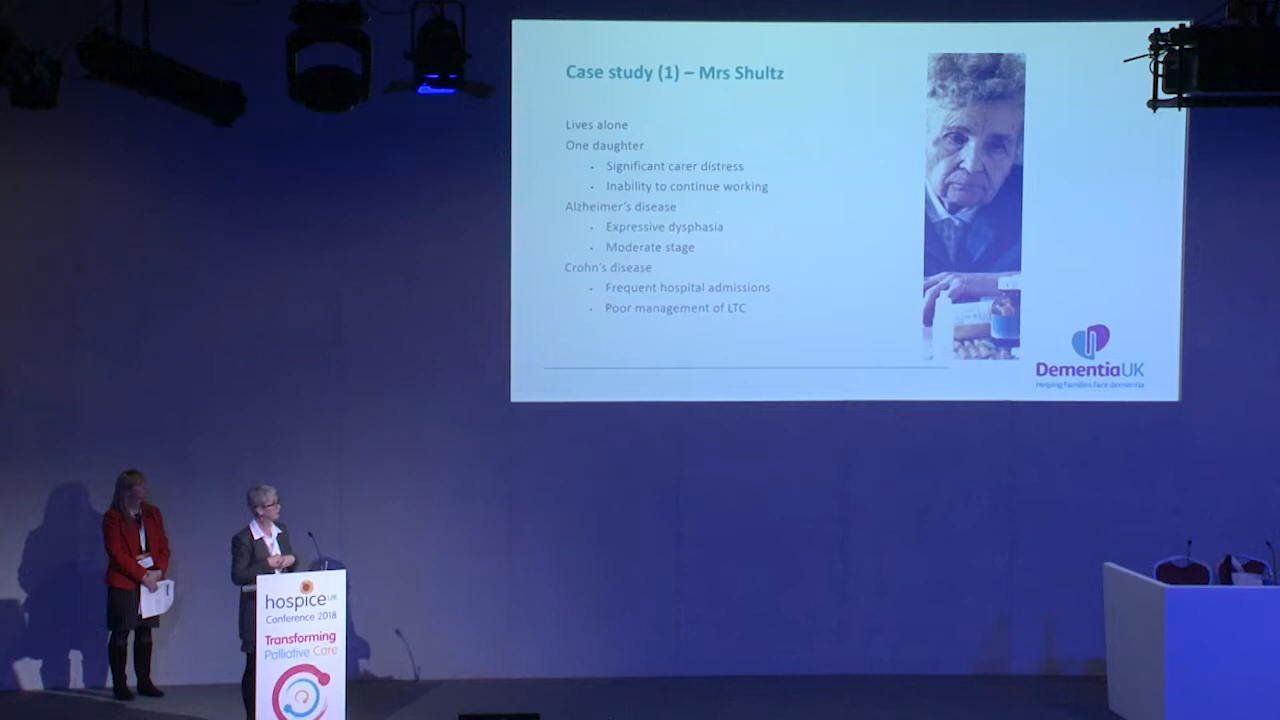 Case study (1) – Mrs Shultz
Lives alone
One daughter
• Significant carer distress
• Inability to continue working
Alzheimer's disease
• Expressive dysphasia
• Moderate stage
Crohn's disease
• Frequent hospital admissions
• Poor management of LTC
DementiaUK
Helping families face dementia
hospice UK
Conference 2018
Transforming
Palliative Care